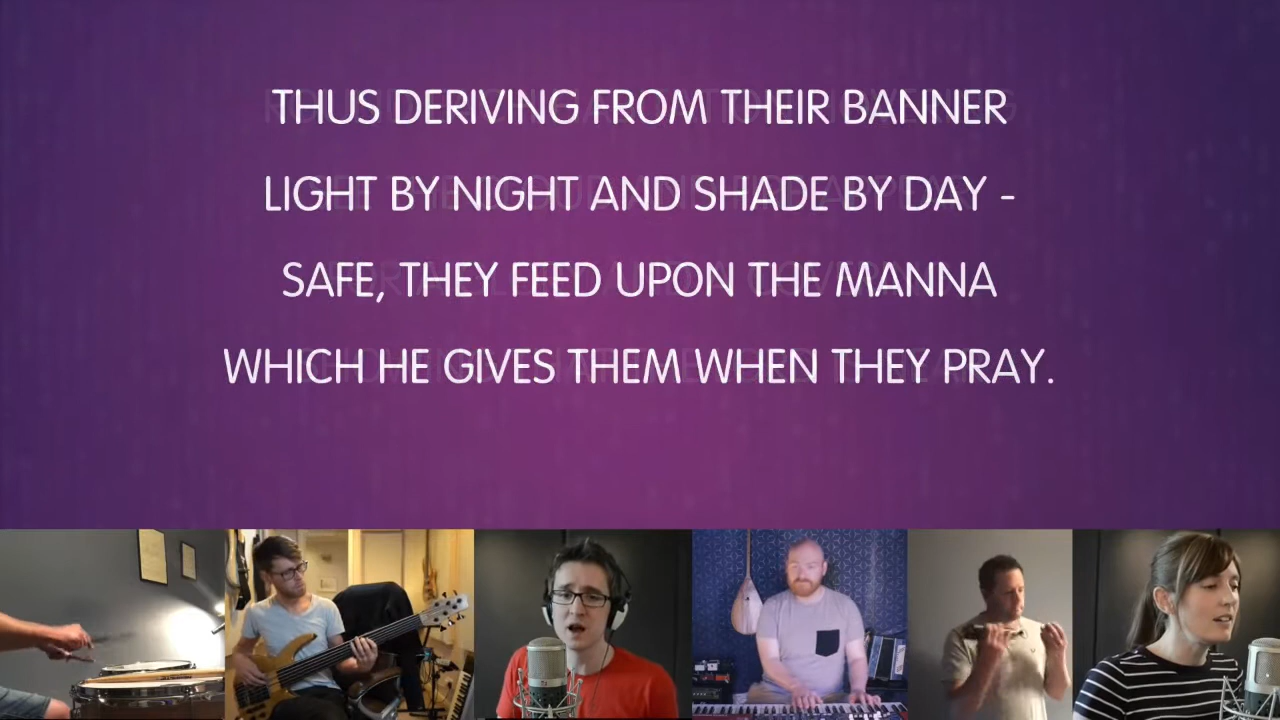 THUS DERIVING FROM THEIR BANNER
LIGHT BY NIGHT AND SHADE BY DAY -
SAFE, THEY FEED UPON THE MANNA
WHICH HE GIVES THEM WHEN THEY PRAY.